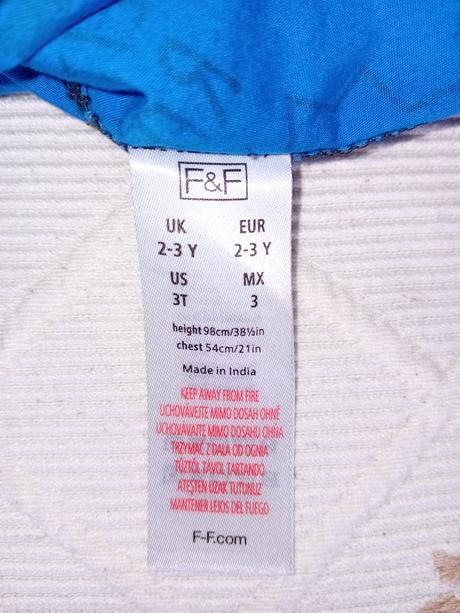 F&F
UK EUR
2-3 Y 2-3 Y
US MX
3T 3
height 98cm/38½in
chest 54cm/21in
Made in India
KEEP AWAY FROM FIRE
UCHOVÁVEJTE MIMO DOSAH OHNĚ
UCHOVÁVAJTE MIMO DOSAHU OHŇA
TRZYMAĆ Z DALA OD OGNIA
TŰZTŐL TÁVOL TARTANDÓ
ATEŞTEN UZAK TUTUNUZ
MANTENER LEJOS DEL FUEGO
F-F.com